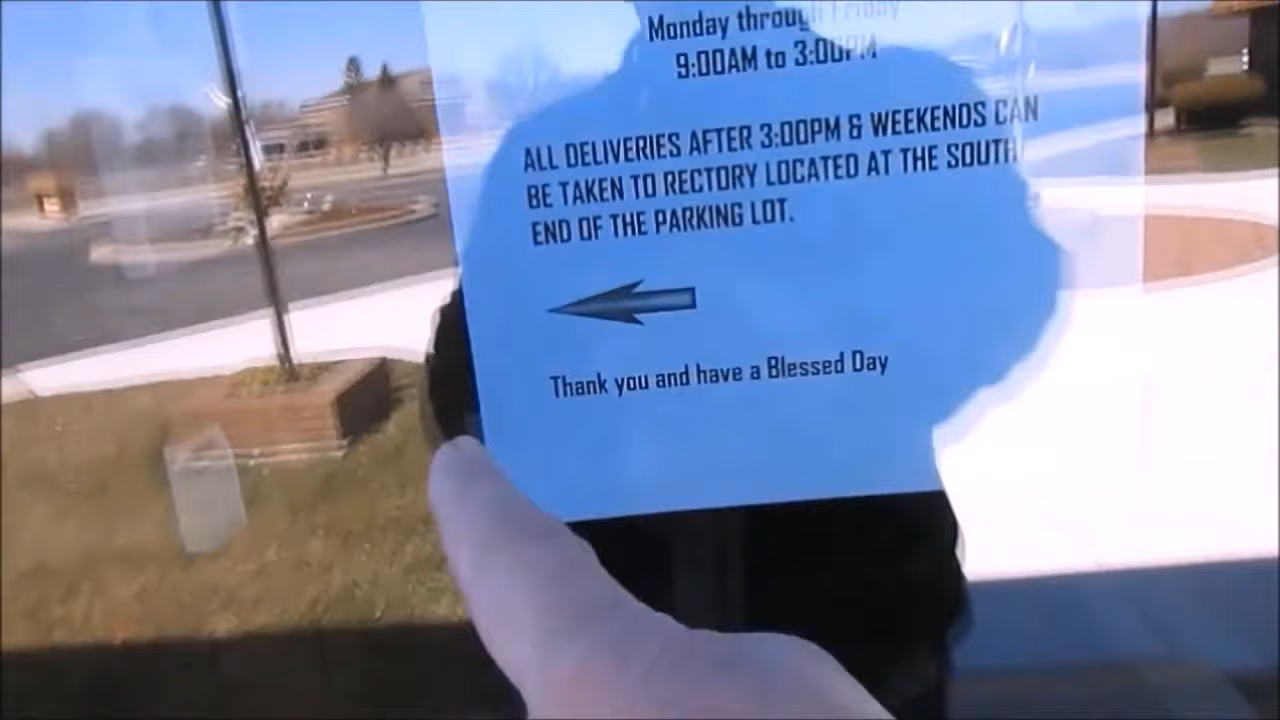 Monday through Friday
9:00AM to 3:00PM
ALL DELIVERIES AFTER 3:00PM & WEEKENDS CAN
BE TAKEN TO RECTORY LOCATED AT THE SOUTH
END OF THE PARKING LOT.
Thank you and have a Blessed Day